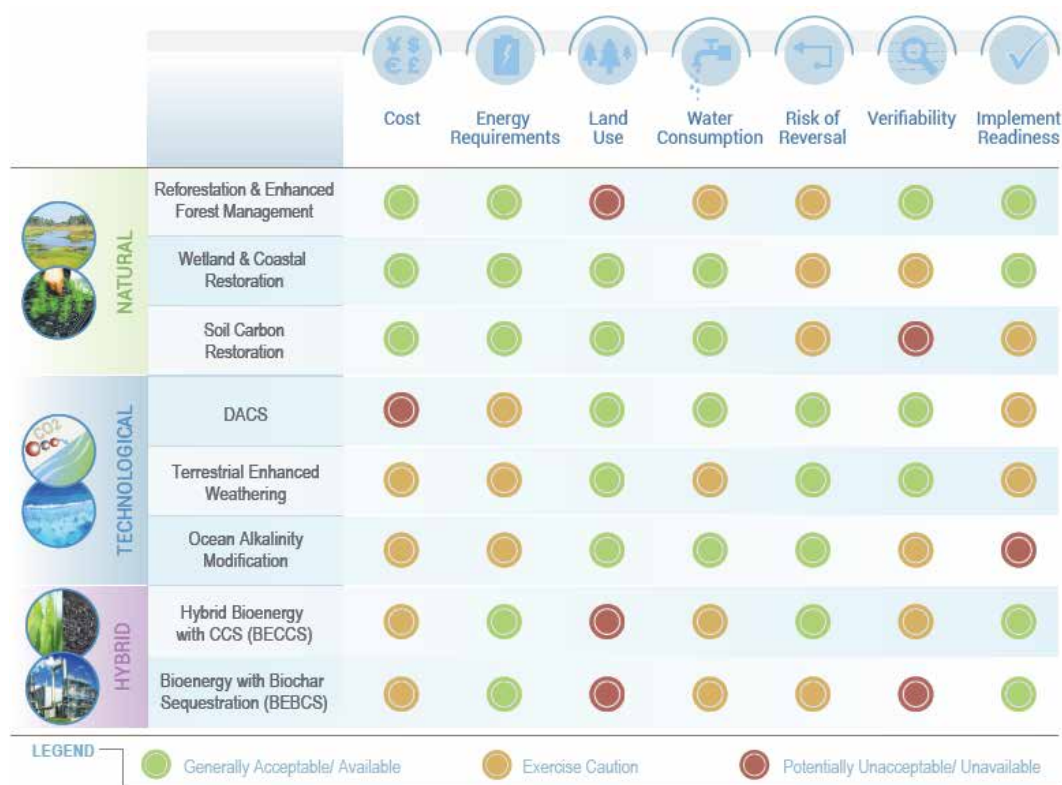 ¥ $
€ £
Cost
Energy
Requirements
Land
Use
Water
Consumption
Risk of
Reversal
Verifiability
Implement
Readiness
NATURAL
Reforestation & Enhanced
Forest Management
Wetland & Coastal
Restoration
Soil Carbon
Restoration
TECHNOLOGICAL
CO2
DACS
Terrestrial Enhanced
Weathering
Ocean Alkalinity
Modification
HYBRID
Hybrid Bioenergy
with CCS (BECCS)
Bioenergy with Biochar
Sequestration (BEBCS)
LEGEND
Generally Acceptable/ Available
Exercise Caution
Potentially Unacceptable/ Unavailable